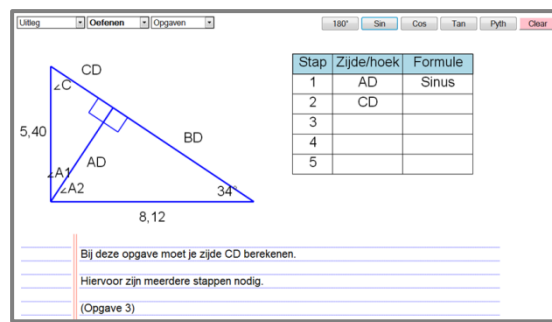 Uitleg Oefenen Opgaven 180° Sin Cos Tan Pyth Clear
Stap Zijde/hoek Formule
1 AD Sinus
2 CD
3
4
5
CD
∠C
5,40
BD
AD
∠A1
∠A2
34°
8,12
Bij deze opgave moet je zijde CD berekenen.
Hiervoor zijn meerdere stappen nodig.
(Opgave 3)